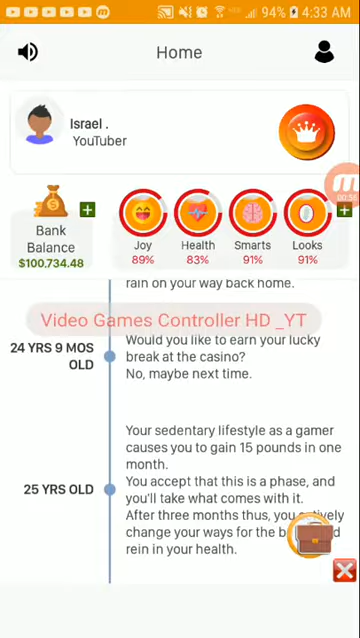 94% 4:33 AM
Home
Israel .
YouTuber
00:56
Bank
Balance
$100,734.48
Joy
Health
Smarts
Looks
89%
83%
91%
91%
rain on your way back home.
Video Games Controller HD _YT
24 YRS 9 MOS
OLD
Would you like to earn your lucky
break at the casino?
No, maybe next time.
25 YRS OLD
Your sedentary lifestyle as a gamer
causes you to gain 15 pounds in one
month.
You accept that this is a phase, and
you'll take what comes with it.
After three months thus, you
change your ways for the
rein in your health.